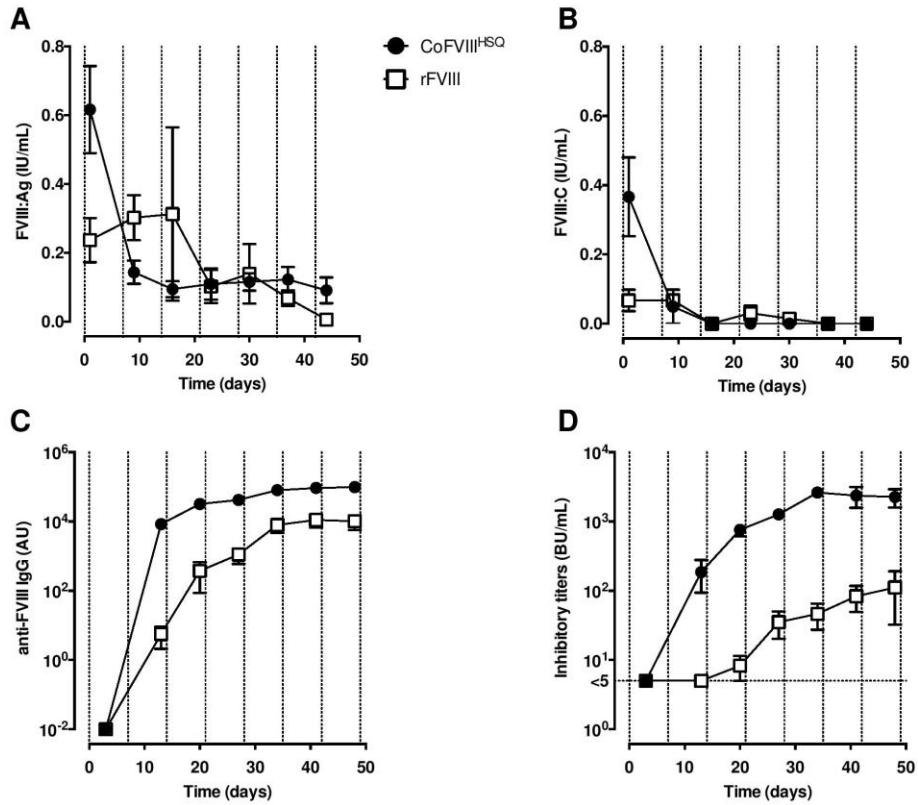 A
B
CoFVIII^HSQ
rFVIII
FVIII:Ag (IU/mL)
0.8
0.6
0.4
0.2
0.0
0 10 20 30 40 50
Time (days)
FVIII:C (IU/mL)
0.8
0.6
0.4
0.2
0.0
0 10 20 30 40 50
Time (days)
C
D
anti-FVIII IgG (AU)
10^6
10^4
10^2
10^0
10^-2
0 10 20 30 40 50
Time (days)
Inhibitory titers (BU/mL)
10^4
10^3
10^2
10^1
<5
10^0
0 10 20 30 40 50
Time (days)